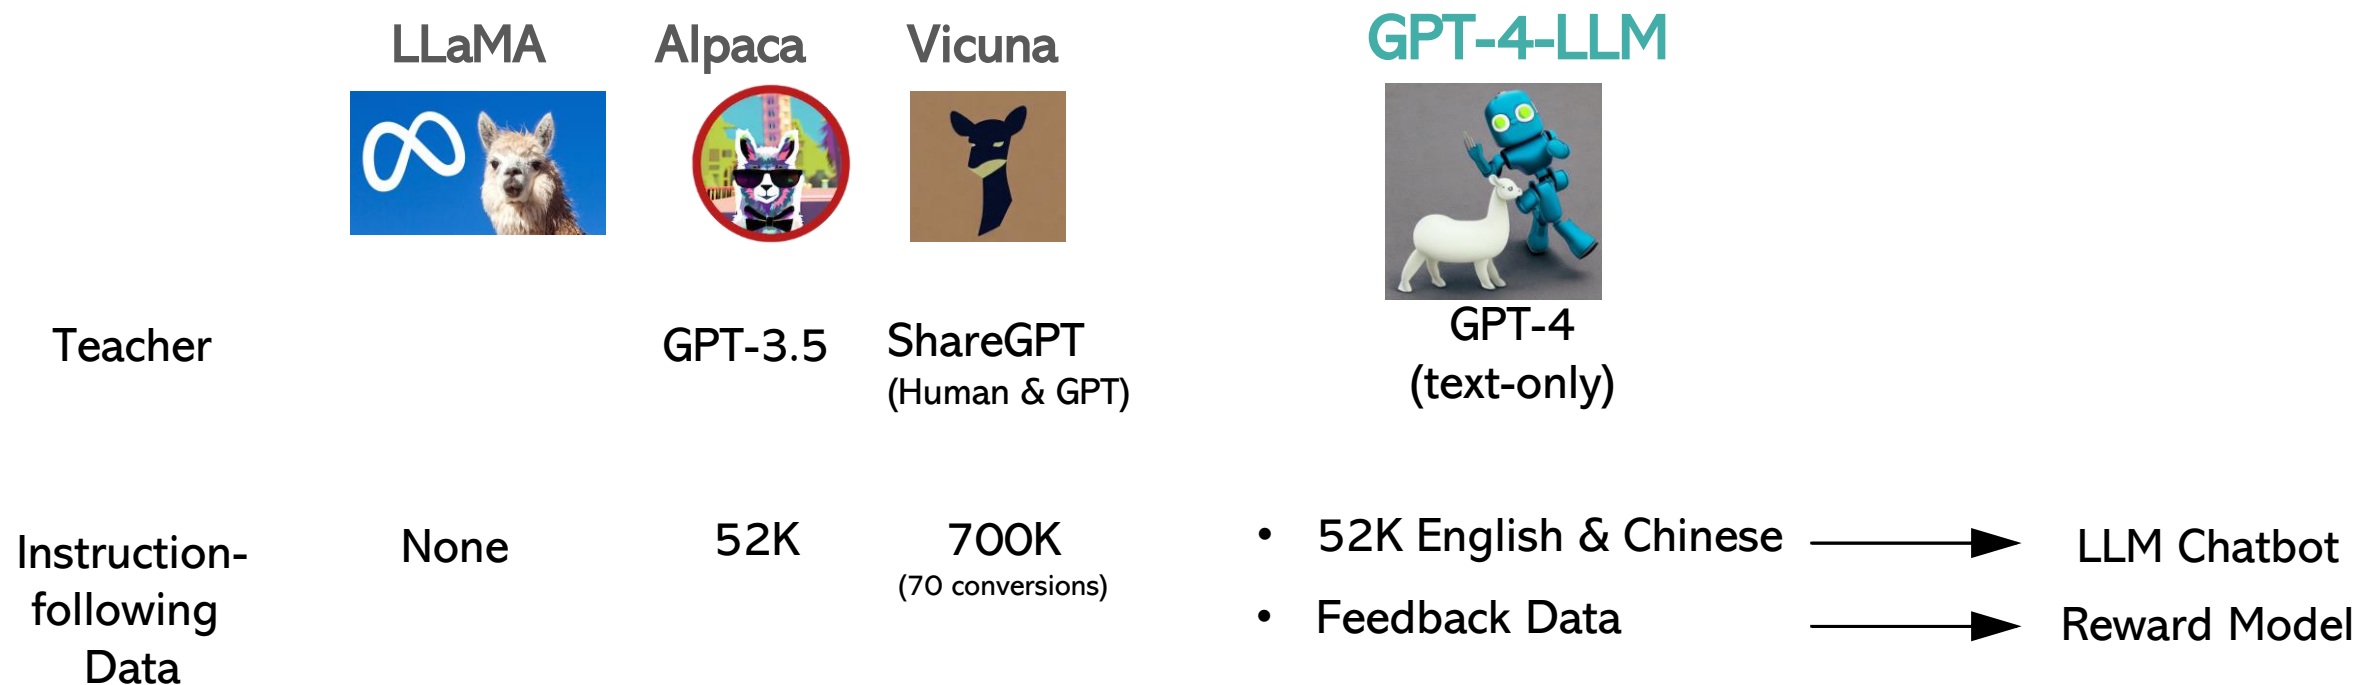 LLaMA Alpaca Vicuna GPT-4-LLM
Teacher GPT-3.5 ShareGPT (Human & GPT) GPT-4 (text-only)
Instruction-following Data None 52K 700K (70 conversions)
• 52K English & Chinese LLM Chatbot
• Feedback Data Reward Model